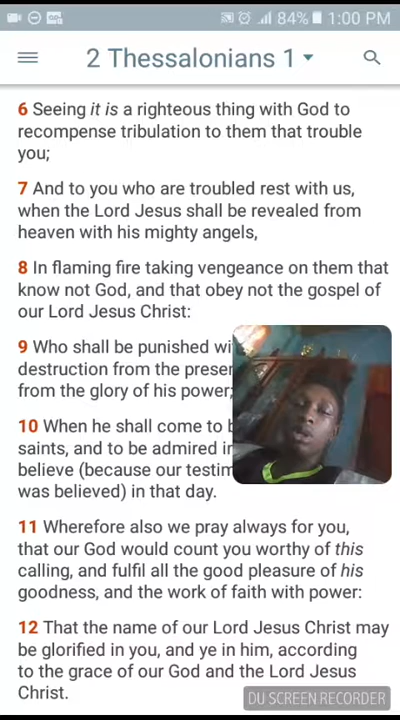 84% 1:00 PM
2 Thessalonians 1
6 Seeing it is a righteous thing with God to
recompense tribulation to them that trouble
you;
7 And to you who are troubled rest with us,
when the Lord Jesus shall be revealed from
heaven with his mighty angels,
8 In flaming fire taking vengeance on them that
know not God, and that obey not the gospel of
our Lord Jesus Christ:
9 Who shall be punished
destruction from the
from the glory of his power;
10 When he shall come to
saints, and to be admired
believe (because our
was believed) in that day.
11 Wherefore also we pray always for you,
that our God would count you worthy of this
calling, and fulfil all the good pleasure of his
goodness, and the work of faith with power:
12 That the name of our Lord Jesus Christ may
be glorified in you, and ye in him, according
to the grace of our God and the Lord Jesus
Christ.
DU SCREEN RECORDER